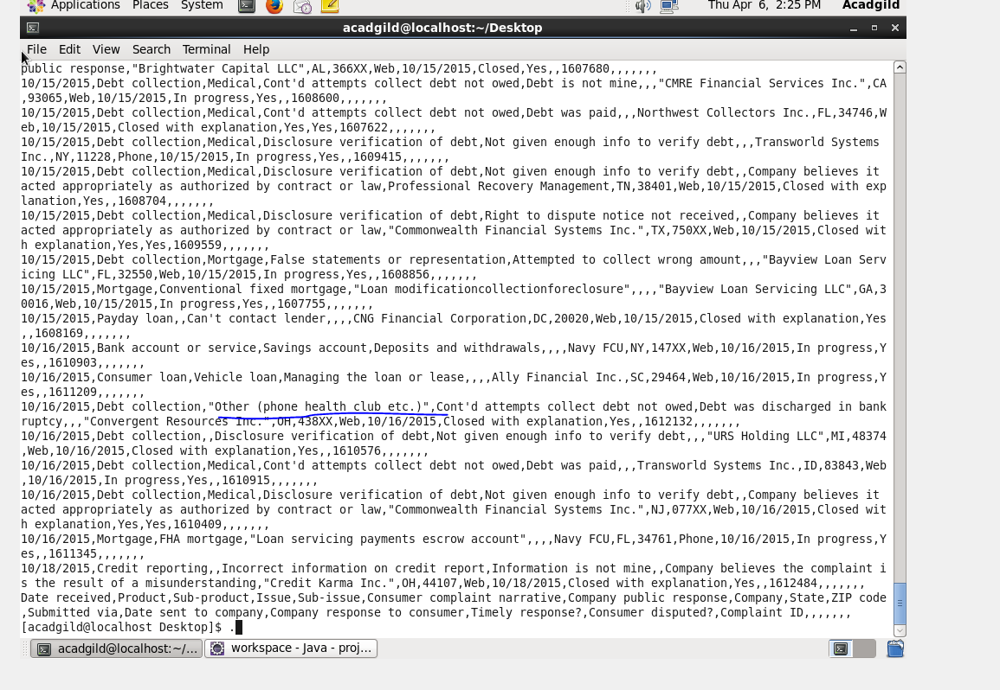 Applications Places System Thu Apr 6, 2:25 PM Acadgild
acadgild@localhost:~/Desktop
File Edit View Search Terminal Help
public response,"Brightwater Capital LLC",AL,366XX,Web,10/15/2015,Closed,Yes,,1607680,,,,,,,
10/15/2015,Debt collection,Medical,Cont'd attempts collect debt not owed,Debt is not mine,,,"CMRE Financial Services Inc.",CA
,93065,Web,10/15/2015,In progress,Yes,,1608600,,,,,,,
10/15/2015,Debt collection,Medical,Cont'd attempts collect debt not owed,Debt was paid,,,Northwest Collectors Inc.,FL,34746,W
eb,10/15/2015,Closed with explanation,Yes,Yes,1607622,,,,,,,
10/15/2015,Debt collection,Medical,Disclosure verification of debt,Not given enough info to verify debt,,,Transworld Systems
Inc.,NY,11228,Phone,10/15/2015,In progress,Yes,,1609415,,,,,,,
10/15/2015,Debt collection,Medical,Disclosure verification of debt,Not given enough info to verify debt,,Company believes it
acted appropriately as authorized by contract or law,Professional Recovery Management,TN,38401,Web,10/15/2015,Closed with exp
lanation,Yes,,1608704,,,,,,,
10/15/2015,Debt collection,Medical,Disclosure verification of debt,Right to dispute notice not received,,Company believes it
acted appropriately as authorized by contract or law,"Commonwealth Financial Systems Inc.",TX,750XX,Web,10/15/2015,Closed wit
h explanation,Yes,Yes,1609559,,,,,,,
10/15/2015,Debt collection,Mortgage,False statements or representation,Attempted to collect wrong amount,,,"Bayview Loan Serv
icing LLC",FL,32550,Web,10/15/2015,In progress,Yes,,1608856,,,,,,,
10/15/2015,Mortgage,Conventional fixed mortgage,"Loan modificationcollectionforeclosure",,,,"Bayview Loan Servicing LLC",GA,3
0016,Web,10/15/2015,In progress,Yes,,1607755,,,,,,,
10/15/2015,Payday loan,,Can't contact lender,,,,CNG Financial Corporation,DC,20020,Web,10/15/2015,Closed with explanation,Yes
,,1608169,,,,,,,
10/16/2015,Bank account or service,Savings account,Deposits and withdrawals,,,,Navy FCU,NY,147XX,Web,10/16/2015,In progress,Y
es,,1610903,,,,,,,
10/16/2015,Consumer loan,Vehicle loan,Managing the loan or lease,,,,Ally Financial Inc.,SC,29464,Web,10/16/2015,In progress,Y
es,,1611209,,,,,,,
10/16/2015,Debt collection,"Other (phone health club etc.)",Cont'd attempts collect debt not owed,Debt was discharged in bank
ruptcy,,,"Convergent Resources Inc.",OH,438XX,Web,10/16/2015,Closed with explanation,Yes,,1612132,,,,,,,
10/16/2015,Debt collection,,Disclosure verification of debt,Not given enough info to verify debt,,,"URS Holding LLC",MI,48374
,Web,10/16/2015,Closed with explanation,Yes,,1610576,,,,,,,
10/16/2015,Debt collection,Medical,Cont'd attempts collect debt not owed,Debt was paid,,,Transworld Systems Inc.,ID,83843,Web
,10/16/2015,In progress,Yes,,1610915,,,,,,,
10/16/2015,Debt collection,Medical,Disclosure verification of debt,Not given enough info to verify debt,,Company believes it
acted appropriately as authorized by contract or law,"Commonwealth Financial Systems Inc.",NJ,077XX,Web,10/16/2015,Closed wit
h explanation,Yes,Yes,1610409,,,,,,,
10/16/2015,Mortgage,FHA mortgage,"Loan servicing payments escrow account",,,,Navy FCU,FL,34761,Phone,10/16/2015,In progress,Y
es,,1611345,,,,,,,
10/18/2015,Credit reporting,,Incorrect information on credit report,Information is not mine,,Company believes the complaint i
s the result of a misunderstanding,"Credit Karma Inc.",OH,44107,Web,10/18/2015,Closed with explanation,Yes,,1612484,,,,,,,
Date received,Product,Sub-product,Issue,Sub-issue,Consumer complaint narrative,Company public response,Company,State,ZIP code
,Submitted via,Date sent to company,Company response to consumer,Timely response?,Consumer disputed?,Complaint ID,,,,,,,
[acadgild@localhost Desktop]$ .
acadgild@localhost:~/... workspace - Java - proj...